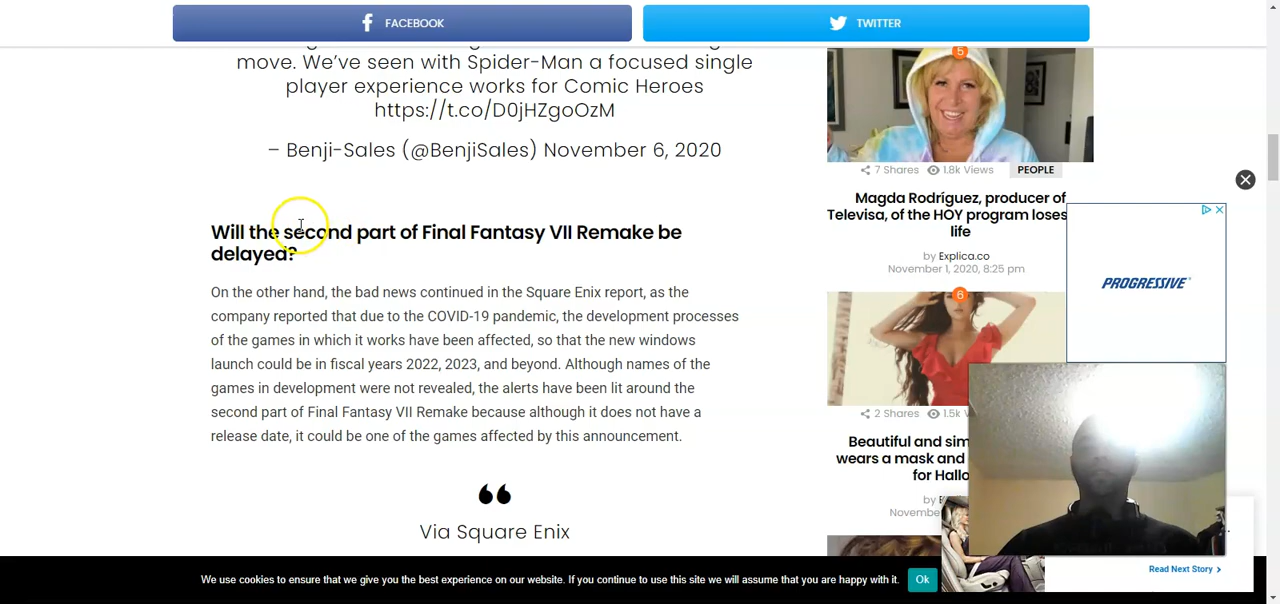 FACEBOOK
TWITTER
move. We've seen with Spider-Man a focused single
player experience works for Comic Heroes
https://t.co/D0jHZgoOzM
– Benji-Sales (@BenjiSales) November 6, 2020
Will the second part of Final Fantasy VII Remake be
delayed?
On the other hand, the bad news continued in the Square Enix report, as the
company reported that due to the COVID-19 pandemic, the development processes
of the games in which it works have been affected, so that the new windows
launch could be in fiscal years 2022, 2023, and beyond. Although names of the
games in development were not revealed, the alerts have been lit around the
second part of Final Fantasy VII Remake because although it does not have a
release date, it could be one of the games affected by this announcement.
Via Square Enix
5
7 Shares 1.8k Views PEOPLE
Magda Rodríguez, producer of
Televisa, of the HOY program loses
life
by Explica.co
November 1, 2020, 8:25 pm
6
2 Shares 1.5k
Beautiful and sim
wears a mask and
for Hallo
by
Novembe
PROGRESSIVE
Read Next Story
We use cookies to ensure that we give you the best experience on our website. If you continue to use this site we will assume that you are happy with it.
Ok